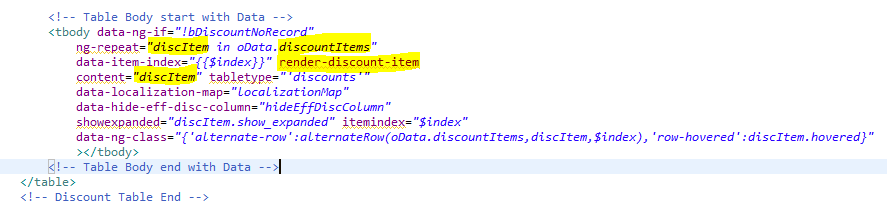 <!-- Table Body start with Data -->
<tbody data-ng-if="!bDiscountNoRecord"
ng-repeat="discItem in oData.discountItems"
data-item-index="{{$index}}" render-discount-item
content="discItem" tabletype="'discounts'"
data-localization-map="localizationMap"
data-hide-eff-disc-column="hideEffDiscColumn"
showexpanded="discItem.show_expanded" itemindex="$index"
data-ng-class="{'alternate-row':alternateRow(oData.discountItems,discItem,$index),'row-hovered':discItem.hovered}"
></tbody>
<!-- Table Body end with Data -->
</table>
<!-- Discount Table End -->